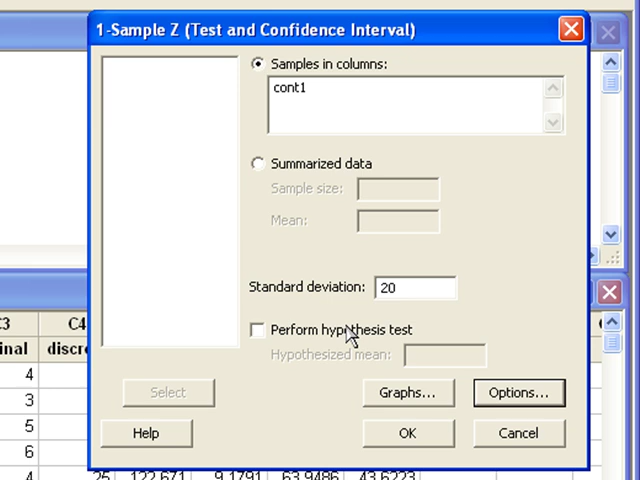 1-Sample Z (Test and Confidence Interval)
Samples in columns:
cont1
Summarized data
Sample size:
Mean:
Standard deviation: 20
Perform hypothesis test
Hypothesized mean:
Select
Graphs...
Options...
Help
OK
Cancel
C3 C4
discre
4
3
5
6
4 25 122.671 9.1791 63.9486 43.6223